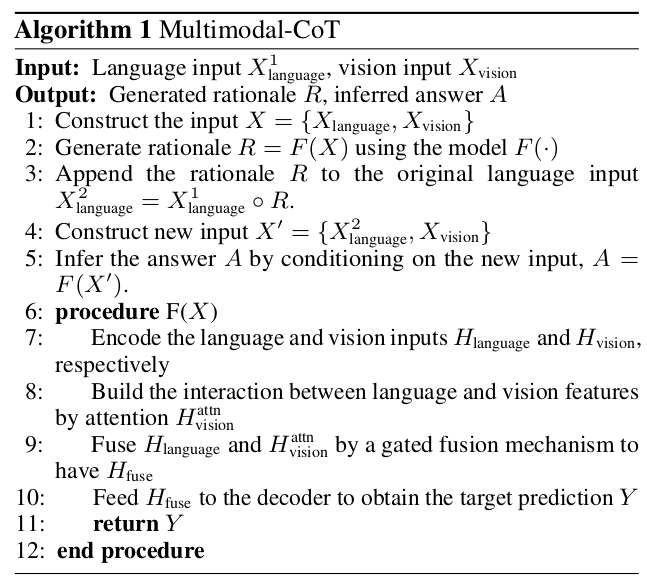 Algorithm 1 Multimodal-CoT
Input: Language input $X^1_{\text{language}}$, vision input $X_{\text{vision}}$
Output: Generated rationale $R$, inferred answer $A$
1: Construct the input $X = \{X_{\text{language}}, X_{\text{vision}}\}$
2: Generate rationale $R = F(X)$ using the model $F(\cdot)$
3: Append the rationale $R$ to the original language input
$X^2_{\text{language}} = X^1_{\text{language}} \circ R$.
4: Construct new input $X' = \{X^2_{\text{language}}, X_{\text{vision}}\}$
5: Infer the answer $A$ by conditioning on the new input, $A =$
$F(X')$.
6: procedure F($X$)
7: Encode the language and vision inputs $H_{\text{language}}$ and $H_{\text{vision}}$,
respectively
8: Build the interaction between language and vision features
by attention $H^{\text{attn}}_{\text{vision}}$
9: Fuse $H_{\text{language}}$ and $H^{\text{attn}}_{\text{vision}}$ by a gated fusion mechanism to
have $H_{\text{fuse}}$
10: Feed $H_{\text{fuse}}$ to the decoder to obtain the target prediction $Y$
11: return $Y$
12: end procedure